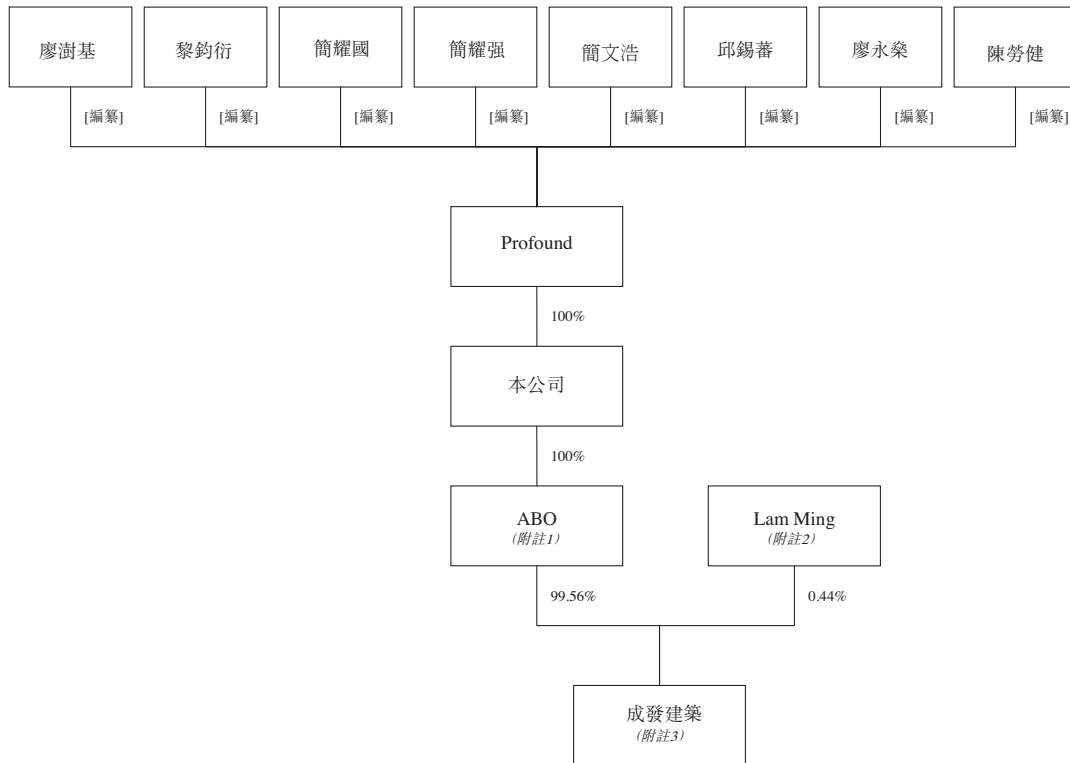 廖澍基
黎鈞衍
簡耀國
簡耀强
簡文浩
邱錫蕃
廖永燊
陳勞健
[編纂]
[編纂]
[編纂]
[編纂]
[編纂]
[編纂]
[編纂]
[編纂]
Profound
100%
本公司
100%
ABO
(附註1)
Lam Ming
(附註2)
99.56%
0.44%
成發建築
(附註3)